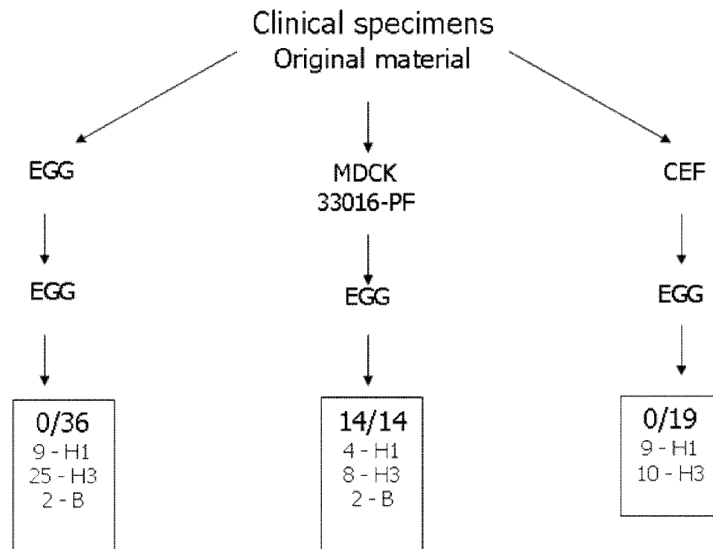 Clinical specimens
Original material
EGG
MDCK
33016-PF
CEF
EGG
EGG
EGG
0/36
9 - H1
25 - H3
2 - B
14/14
4 - H1
8 - H3
2 - B
0/19
9 - H1
10 - H3